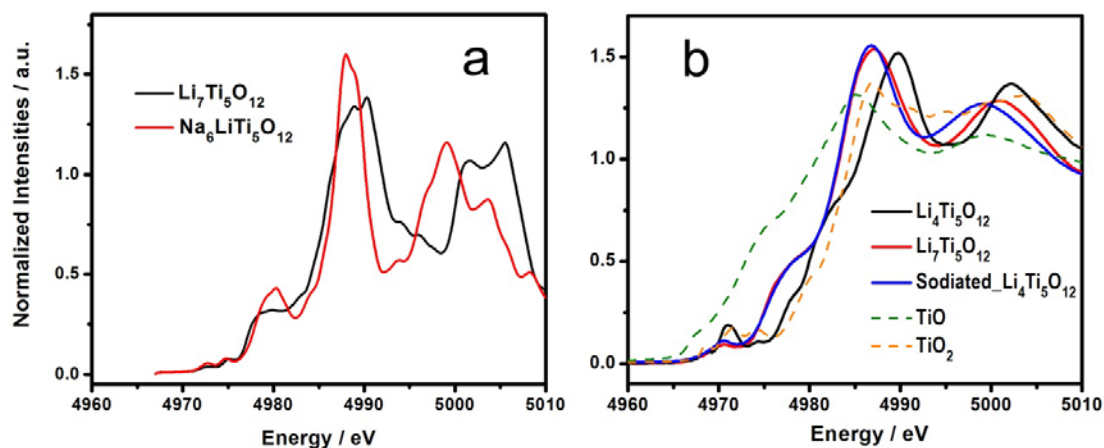 a
Li₇Ti₅O₁₂
Na₆LiTi₅O₁₂
Normalized Intensities / a.u.
1.5
1.0
0.5
0.0
4960 4970 4980 4990 5000 5010
Energy / eV
b
1.5
1.0
0.5
0.0
Li₄Ti₅O₁₂
Li₇Ti₅O₁₂
Sodiated_Li₄Ti₅O₁₂
TiO
TiO₂
4960 4970 4980 4990 5000 5010
Energy / eV